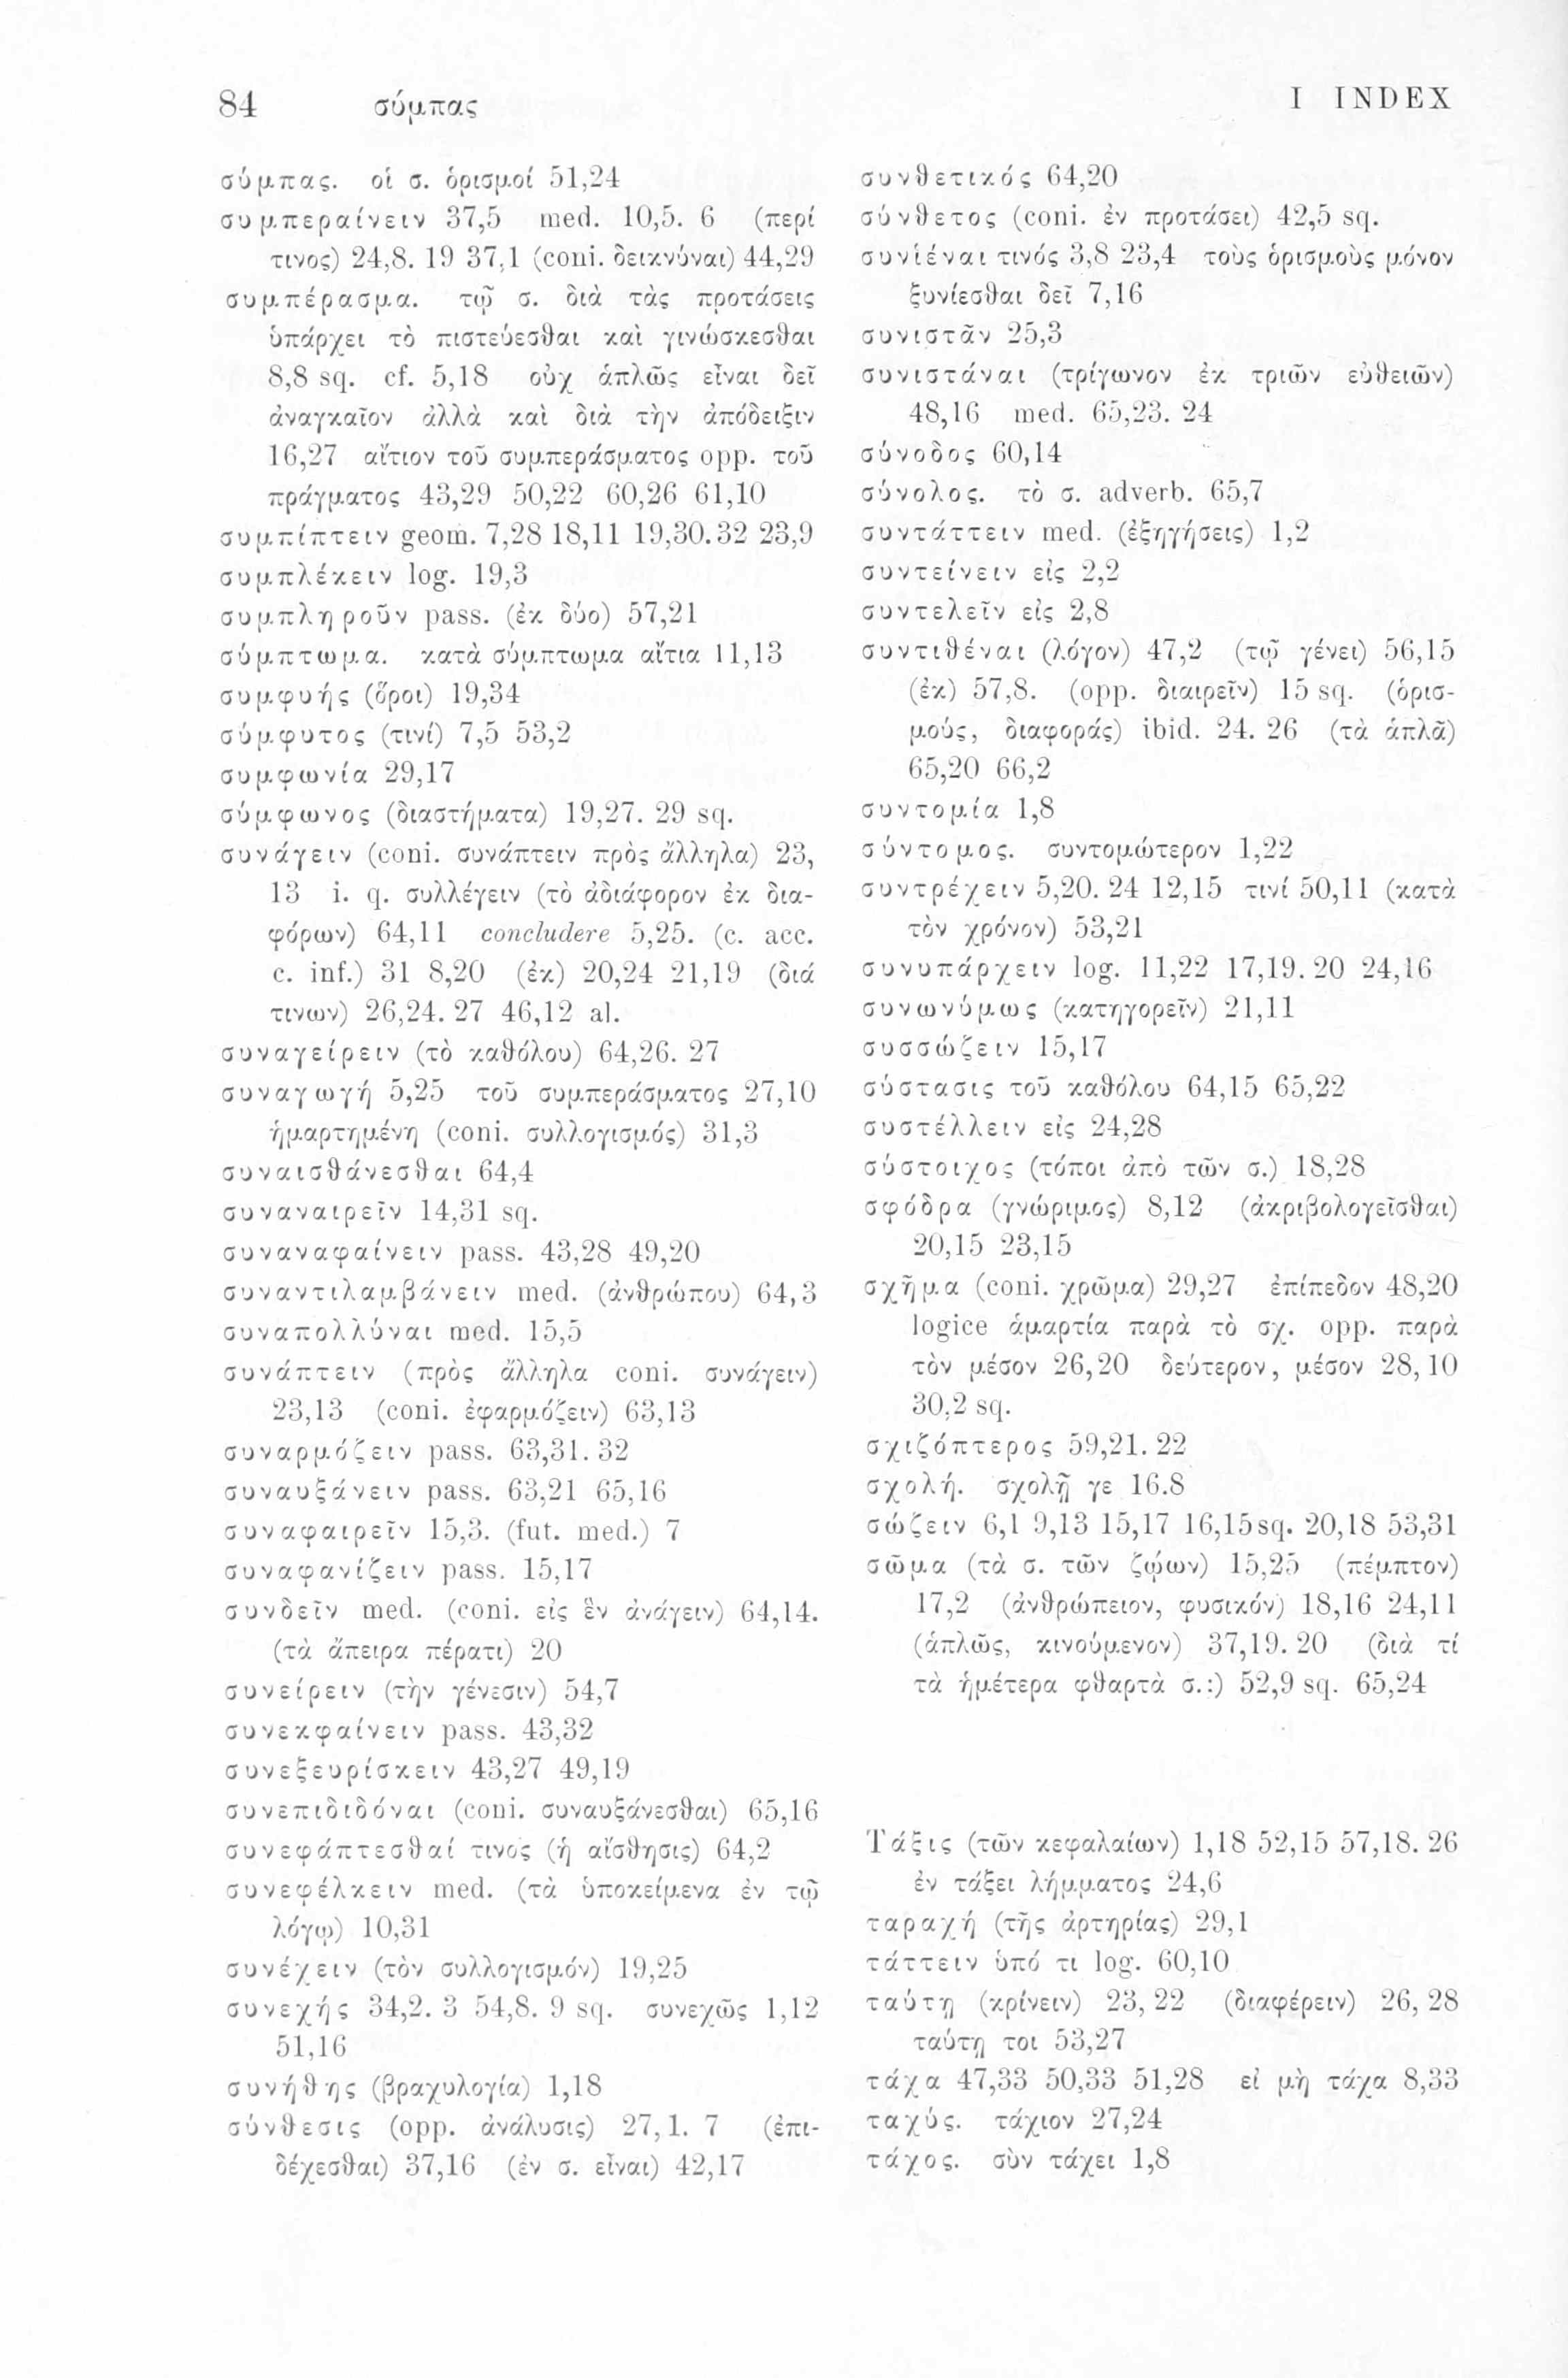 84 σύμπας I INDEX
σύμπας. οἱ σ. ὁρισμοί 51,24
συμπεραίνειν 37,5 med. 10,5. 6 (περί
τινος) 24,8. 19 37,1 (coni. δεικνύναι) 44,29
συμπέρασμα. τῷ σ. διὰ τὰς προτάσεις
ὑπάρχει τὸ πιστεύεσθαι καὶ γινώσκεσθαι
8,8 sq. cf. 5,18 οὐχ ἁπλῶς εἶναι δεῖ
ἀναγκαῖον ἀλλὰ καὶ διὰ τὴν ἀπόδειξιν
16,27 αἴτιον τοῦ συμπεράσματος opp. τοῦ
πράγματος 43,29 50,22 60,26 61,10
συμπίπτειν geom. 7,28 18,11 19,30. 32 23,9
συμπλέκειν log. 19,3
συμπληροῦν pass. (ἐκ δύο) 57,21
σύμπτωμα. κατὰ σύμπτωμα αἴτια 11,13
συμφυής (ὅροι) 19,34
σύμφυτος (τινί) 7,5 53,2
συμφωνία 29,17
σύμφωνος (διαστήματα) 19,27. 29 sq.
συνάγειν (coni. συνάπτειν πρὸς ἄλληλα) 23,
13 i. q. συλλέγειν (τὸ ἀδιάφορον ἐκ δια-
φόρων) 64,11 concludere 5,25. (c. acc.
c. inf.) 31 8,20 (ἐκ) 20,24 21,19 (διά
τινων) 26,24. 27 46,12 al.
συναγείρειν (τὸ καθόλου) 64,26. 27
συναγωγή 5,25 τοῦ συμπεράσματος 27,10
ἡμαρτημένη (coni. συλλογισμός) 31,3
συναισθάνεσθαι 64,4
συναναιρεῖν 14,31 sq.
συναναφαίνειν pass. 43,28 49,20
συναντιλαμβάνειν med. (ἀνθρώπου) 64,3
συναπολλύναι med. 15,5
συνάπτειν (πρὸς ἄλληλα coni. συνάγειν)
23,13 (coni. ἐφαρμόζειν) 63,13
συναρμόζειν pass. 63,31. 32
συναυξάνειν pass. 63,21 65,16
συναφαιρεῖν 15,3. (fut. med.) 7
συναφανίζειν pass. 15,17
συνδεῖν med. (coni. εἰς ἓν ἀνάγειν) 64,14.
(τὰ ἄπειρα πέρατι) 20
συνείρειν (τὴν γένεσιν) 54,7
συνεκφαίνειν pass. 43,32
συνεξευρίσκειν 43,27 49,19
συνεπιδιδόναι (coni. συναυξάνεσθαι) 65,16
συνεφάπτεσθαί τινος (ἡ αἴσθησις) 64,2
συνεφέλκειν med. (τὰ ὑποκείμενα ἐν τῷ
λόγῳ) 10,31
συνέχειν (τὸν συλλογισμόν) 19,25
συνεχής 34,2. 3 54,8. 9 sq. συνεχῶς 1,12
51,16
συνήθης (βραχυλογία) 1,18
σύνθεσις (opp. ἀνάλυσις) 27,1. 7 (ἐπι-
δέχεσθαι) 37,16 (ἐν σ. εἶναι) 42,17
συνθετικός 64,20
σύνθετος (coni. ἐν προτάσει) 42,5 sq.
συνιέναι τινός 3,8 23,4 τοὺς ὁρισμοὺς μόνον
ξυνίεσθαι δεῖ 7,16
συνιστᾶν 25,3
συνιστάναι (τρίγωνον ἐκ τριῶν εὐθειῶν)
48,16 med. 65,23. 24
σύνοδος 60,14
σύνολος. τὸ σ. adverb. 65,7
συντάττειν med. (ἐξηγήσεις) 1,2
συντείνειν εἰς 2,2
συντελεῖν εἰς 2,8
συντιθέναι (λόγον) 47,2 (τῷ γένει) 56,15
(ἐκ) 57,8. (opp. διαιρεῖν) 15 sq. (ὁρισ-
μούς, διαφοράς) ibid. 24. 26 (τὰ ἁπλᾶ)
65,20 66,2
συντομία 1,8
σύντομος. συντομώτερον 1,22
συντρέχειν 5,20. 24 12,15 τινί 50,11 (κατὰ
τὸν χρόνον) 53,21
συνυπάρχειν log. 11,22 17,19. 20 24,16
συνωνύμως (κατηγορεῖν) 21,11
συσσώζειν 15,17
σύστασις τοῦ καθόλου 64,15 65,22
συστέλλειν εἰς 24,28
σύστοιχος (τόποι ἀπὸ τῶν σ.) 18,28
σφόδρα (γνώριμος) 8,12 (ἀκριβολογεῖσθαι)
20,15 23,15
σχῆμα (coni. χρῶμα) 29,27 ἐπίπεδον 48,20
logice ἁμαρτία παρὰ τὸ σχ. opp. παρὰ
τὸν μέσον 26,20 δεύτερον, μέσον 28,10
30,2 sq.
σχιζόπτερος 59,21. 22
σχολή. σχολῇ γε 16.8
σώζειν 6,1 9,13 15,17 16,15 sq. 20,18 53,31
σῶμα (τὰ σ. τῶν ζῴων) 15,25 (πέμπτον)
17,2 (ἀνθρώπειον, φυσικόν) 18,16 24,11
(ἁπλῶς, κινούμενον) 37,19. 20 (διὰ τί
τὰ ἡμέτερα φθαρτὰ σ.:) 52,9 sq. 65,24
Τάξις (τῶν κεφαλαίων) 1,18 52,15 57,18. 26
ἐν τάξει λήμματος 24,6
ταραχή (τῆς ἀρτηρίας) 29,1
τάττειν ὑπό τι log. 60,10
ταύτῃ (κρίνειν) 23,22 (διαφέρειν) 26,28
ταύτῃ τοι 53,27
τάχα 47,33 50,33 51,28 εἰ μὴ τάχα 8,33
ταχύς. τάχιον 27,24
τάχος. σὺν τάχει 1,8